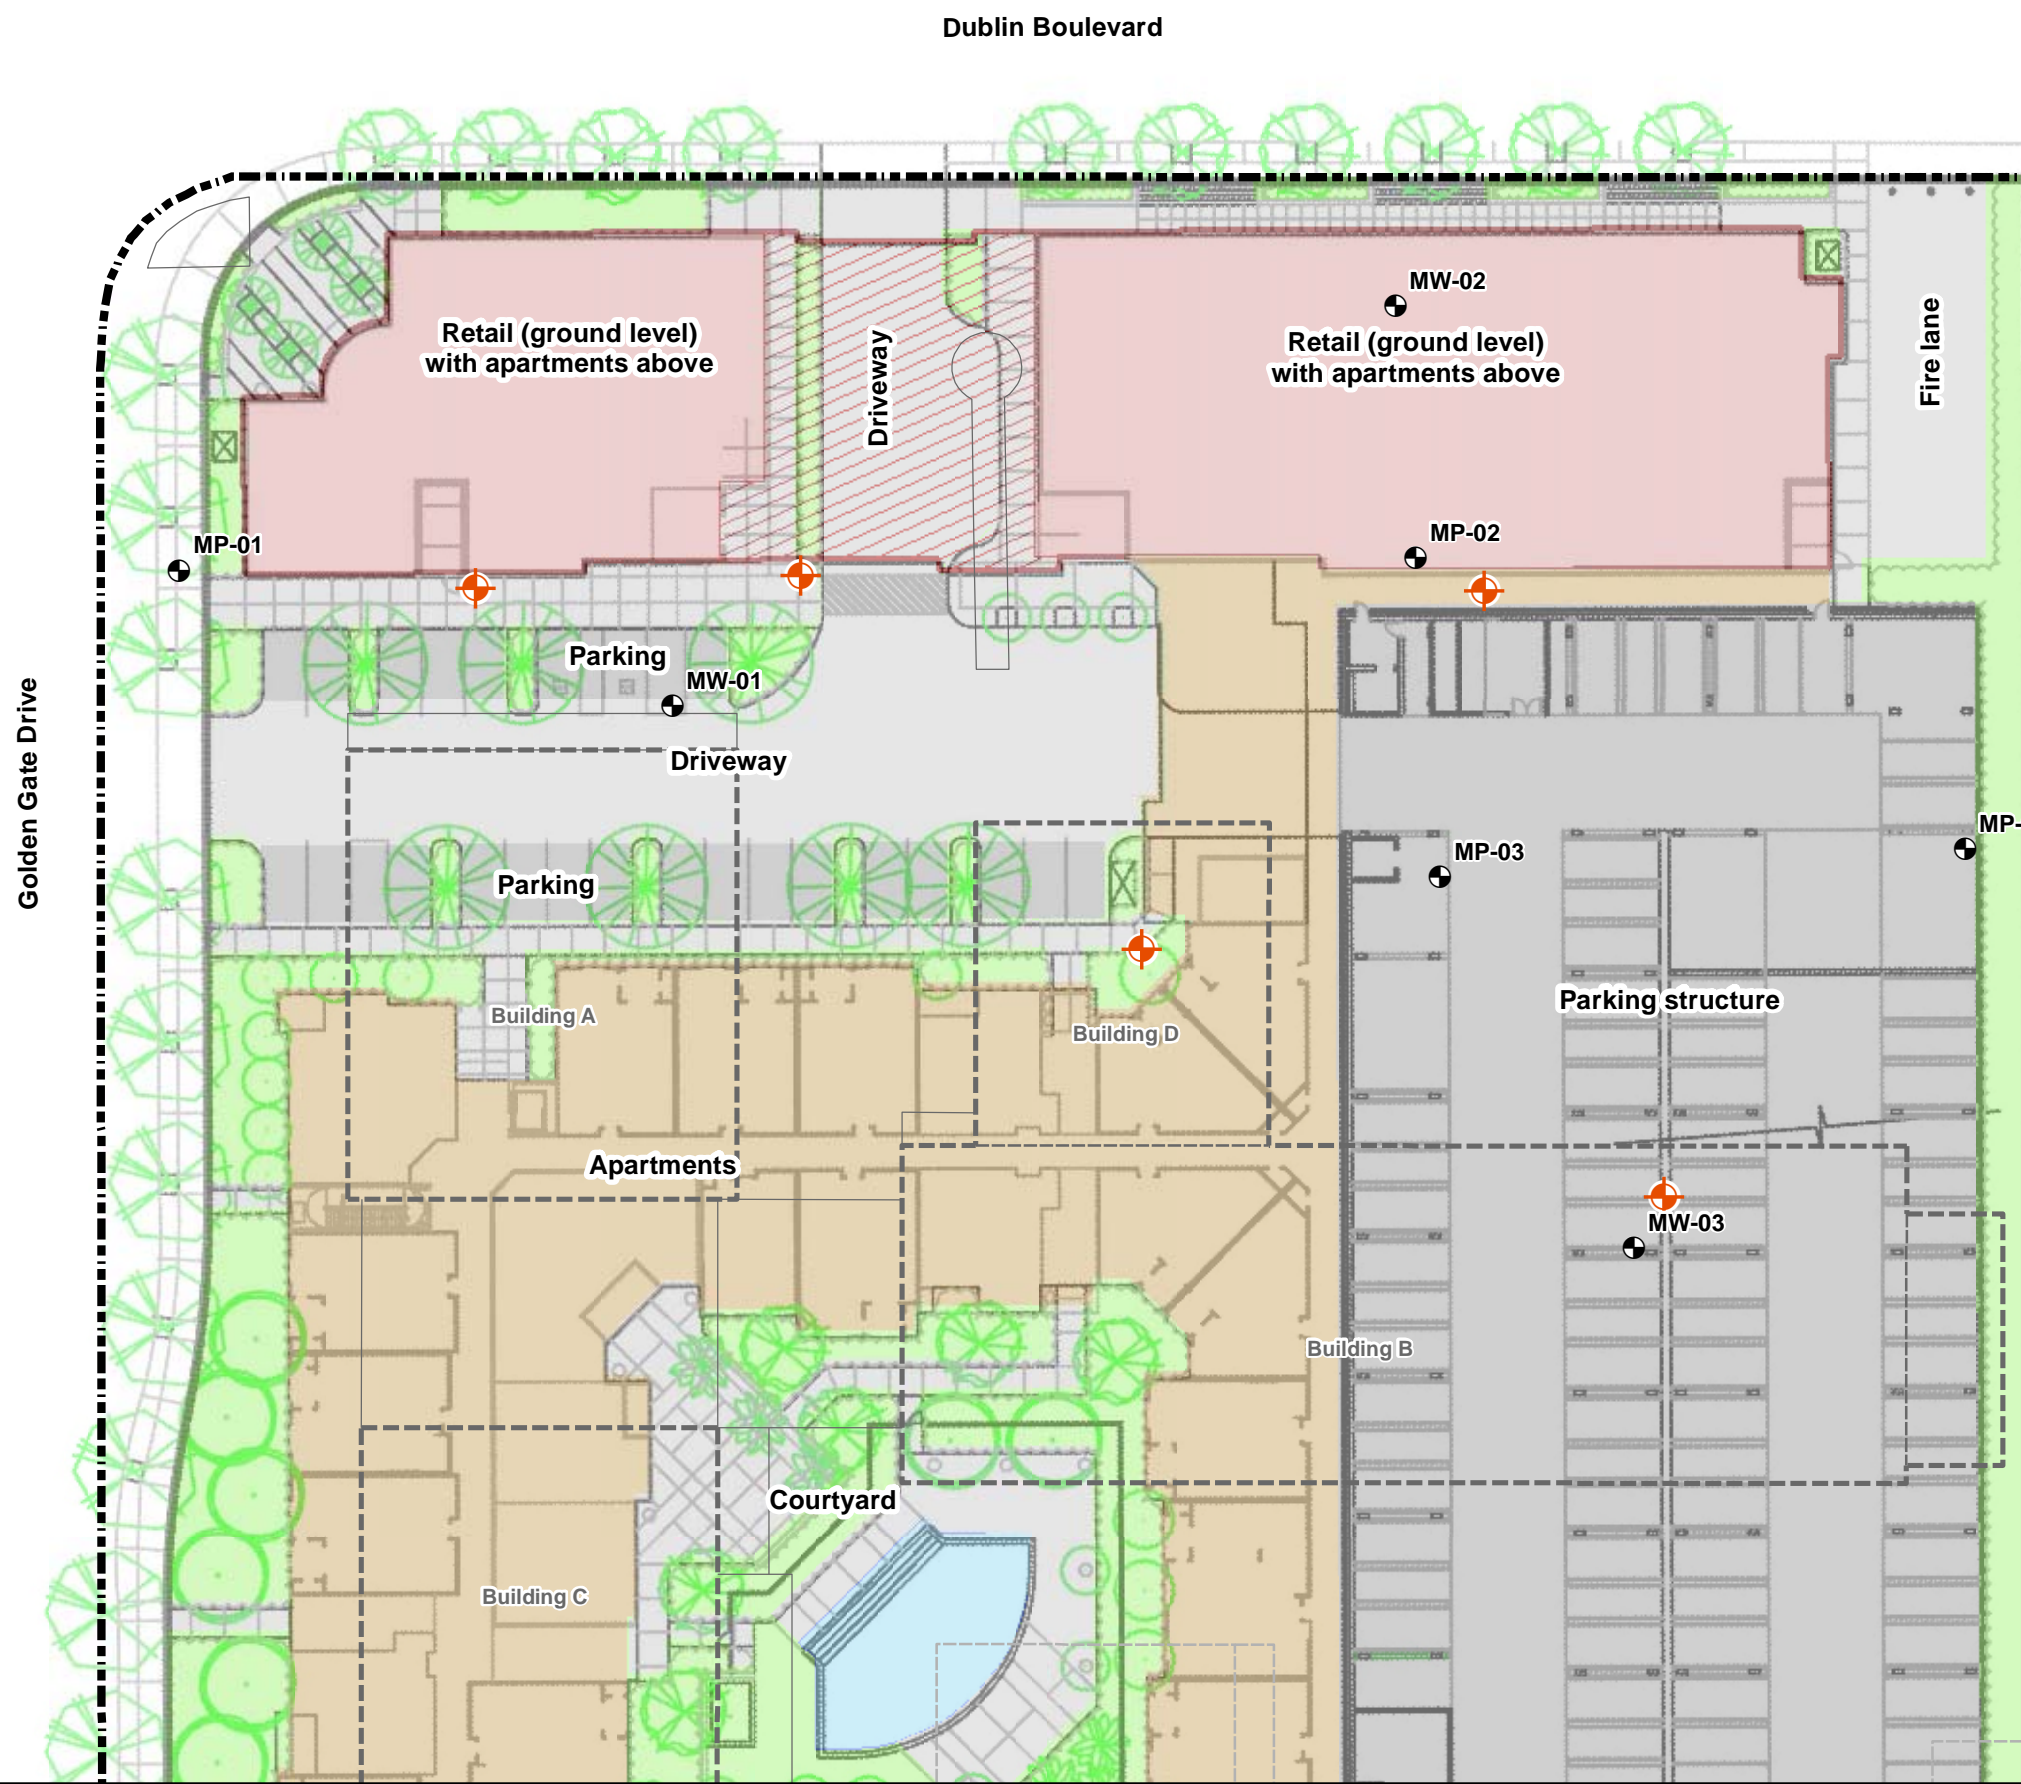 Dublin Boulevard
MW-02
Retail (ground level)
with apartments above
Retail (ground level)
with apartments above
Driveway
Fire lane
MP-01
MP-02
Parking
MW-01
Driveway
Golden Gate Drive
MP-
MP-03
Parking
Parking structure
Building A
Building D
Apartments
MW-03
Building B
Courtyard
Building C